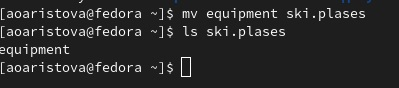 [aoaristova@fedora ~]$ mv equipment ski.plases
[aoaristova@fedora ~]$ ls ski.plases
equipment
[aoaristova@fedora ~]$